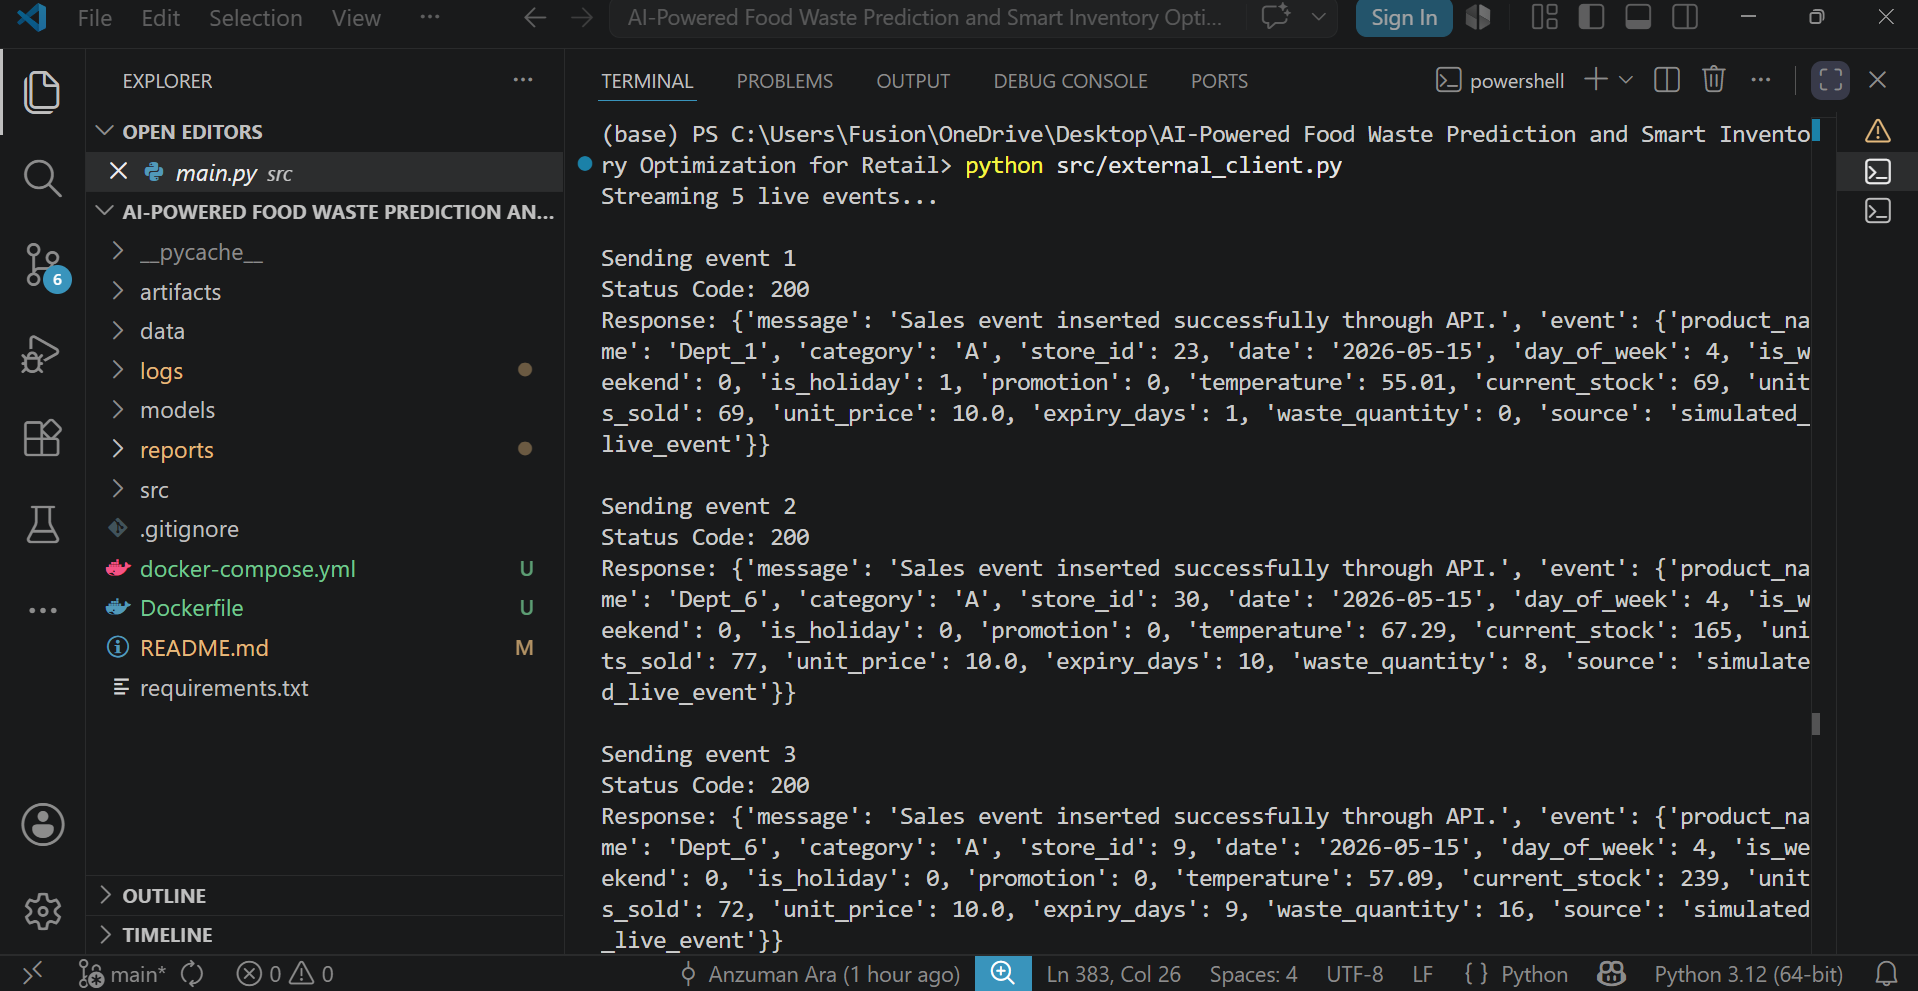 File Edit Selection View ··· AI-Powered Food Waste Prediction and Smart Inventory Opti... Sign In
EXPLORER
OPEN EDITORS
main.py src
AI-POWERED FOOD WASTE PREDICTION AN...
__pycache__
artifacts
data
logs
models
reports
src
.gitignore
docker-compose.yml U
Dockerfile U
README.md M
requirements.txt
OUTLINE
TIMELINE
6
TERMINAL PROBLEMS OUTPUT DEBUG CONSOLE PORTS powershell
(base) PS C:\Users\Fusion\OneDrive\Desktop\AI-Powered Food Waste Prediction and Smart Invento
ry Optimization for Retail> python src/external_client.py
Streaming 5 live events...
Sending event 1
Status Code: 200
Response: {'message': 'Sales event inserted successfully through API.', 'event': {'product_na
me': 'Dept_1', 'category': 'A', 'store_id': 23, 'date': '2026-05-15', 'day_of_week': 4, 'is_w
eekend': 0, 'is_holiday': 1, 'promotion': 0, 'temperature': 55.01, 'current_stock': 69, 'unit
s_sold': 69, 'unit_price': 10.0, 'expiry_days': 1, 'waste_quantity': 0, 'source': 'simulated_
live_event'}}
Sending event 2
Status Code: 200
Response: {'message': 'Sales event inserted successfully through API.', 'event': {'product_na
me': 'Dept_6', 'category': 'A', 'store_id': 30, 'date': '2026-05-15', 'day_of_week': 4, 'is_w
eekend': 0, 'is_holiday': 0, 'promotion': 0, 'temperature': 67.29, 'current_stock': 165, 'uni
ts_sold': 77, 'unit_price': 10.0, 'expiry_days': 10, 'waste_quantity': 8, 'source': 'simulate
d_live_event'}}
Sending event 3
Status Code: 200
Response: {'message': 'Sales event inserted successfully through API.', 'event': {'product_na
me': 'Dept_6', 'category': 'A', 'store_id': 9, 'date': '2026-05-15', 'day_of_week': 4, 'is_we
ekend': 0, 'is_holiday': 0, 'promotion': 0, 'temperature': 57.09, 'current_stock': 239, 'unit
s_sold': 72, 'unit_price': 10.0, 'expiry_days': 9, 'waste_quantity': 16, 'source': 'simulated
_live_event'}}
main* 0 0 Anzuman Ara (1 hour ago) Ln 383, Col 26 Spaces: 4 UTF-8 LF { } Python Python 3.12 (64-bit)